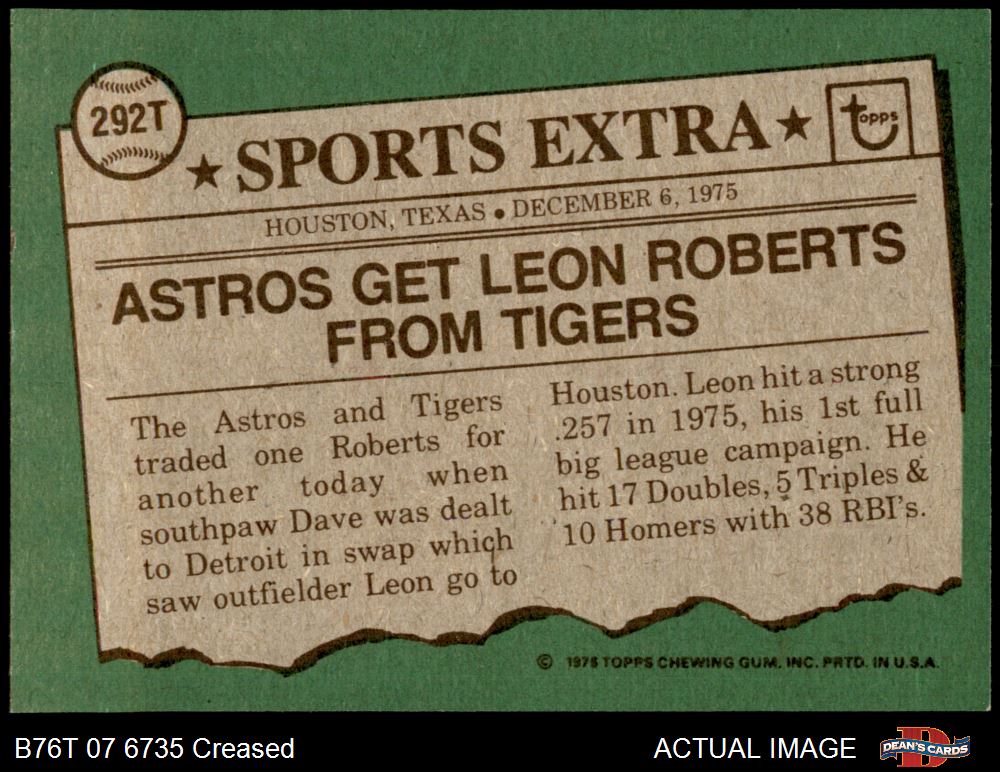 292T
★ SPORTS EXTRA ★
topps
HOUSTON, TEXAS • DECEMBER 6, 1975
ASTROS GET LEON ROBERTS
FROM TIGERS
The Astros and Tigers
traded one Roberts for
another today when
southpaw Dave was dealt
to Detroit in swap which
saw outfielder Leon go to
Houston. Leon hit a strong
.257 in 1975, his 1st full
big league campaign. He
hit 17 Doubles, 5 Triples &
10 Homers with 38 RBI's.
© 1976 TOPPS CHEWING GUM, INC. PRTD. IN U.S.A.
B76T 07 6735 Creased
ACTUAL IMAGE
DEAN'S CARDS